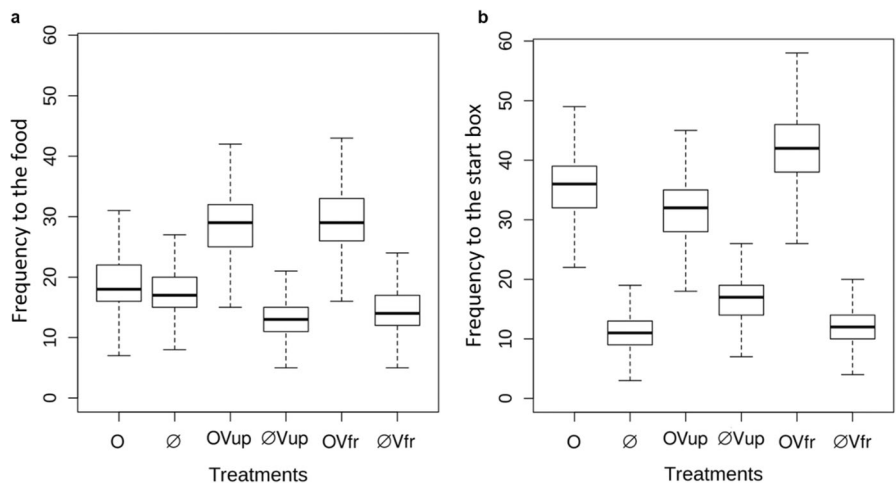 a
Frequency to the food
60
50
40
30
20
10
0
O ∅ OVup ∅Vup OVfr ∅Vfr
Treatments
b
Frequency to the start box
60
50
40
30
20
10
0
O ∅ OVup ∅Vup OVfr ∅Vfr
Treatments